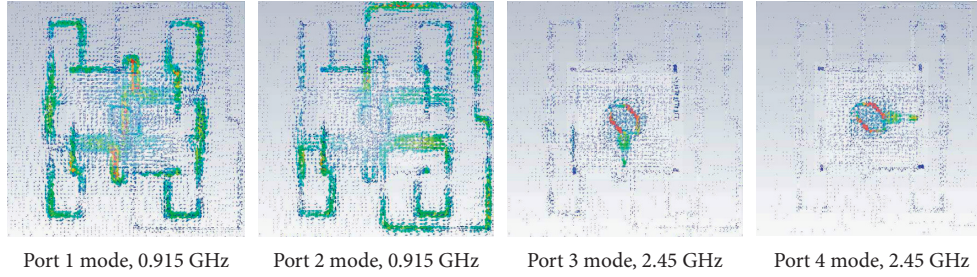 Port 1 mode, 0.915 GHz
Port 2 mode, 0.915 GHz
Port 3 mode, 2.45 GHz
Port 4 mode, 2.45 GHz